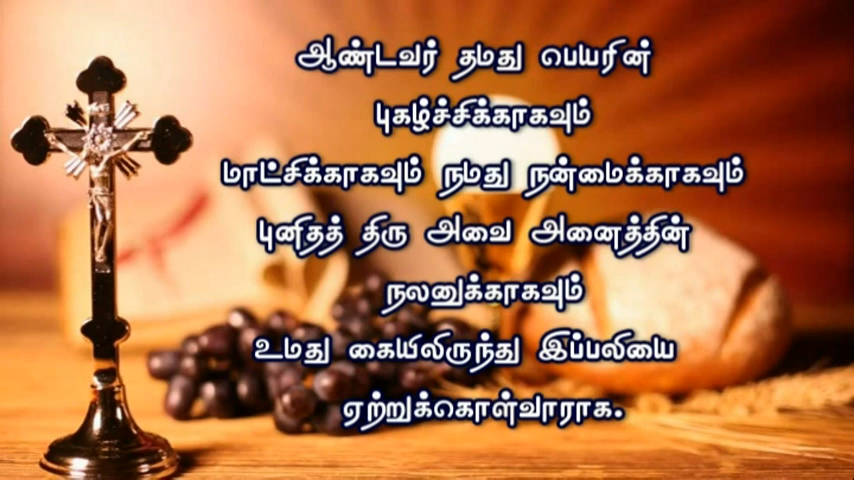 ஆண்டவர் தமது பெயரின்
புகழ்ச்சிக்காகவும்
மாட்சிக்காகவும் நமது நன்மைக்காகவும்
புனிதத் திரு அவை அனைத்தின்
நலனுக்காகவும்
உமது கையிலிருந்து இப்பலியை
ஏற்றுக்கொள்வாராக.